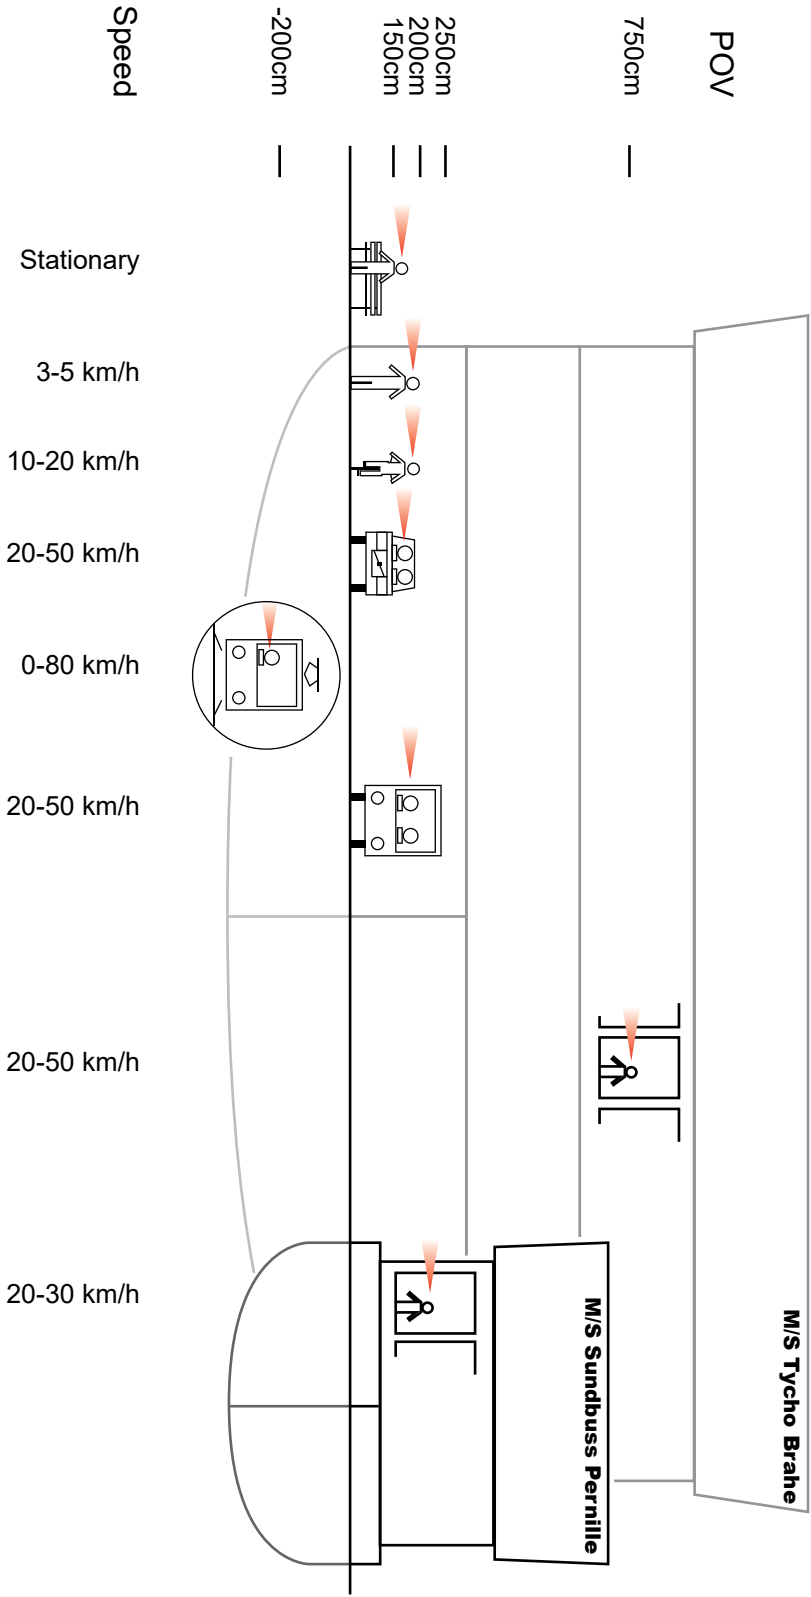 POV
750cm
250cm
200cm
150cm
-200cm
Speed
Stationary
3-5 km/h
10-20 km/h
20-50 km/h
0-80 km/h
20-50 km/h
20-50 km/h
20-30 km/h
M/S Tycho Brahe
M/S Sundbuss Pernille